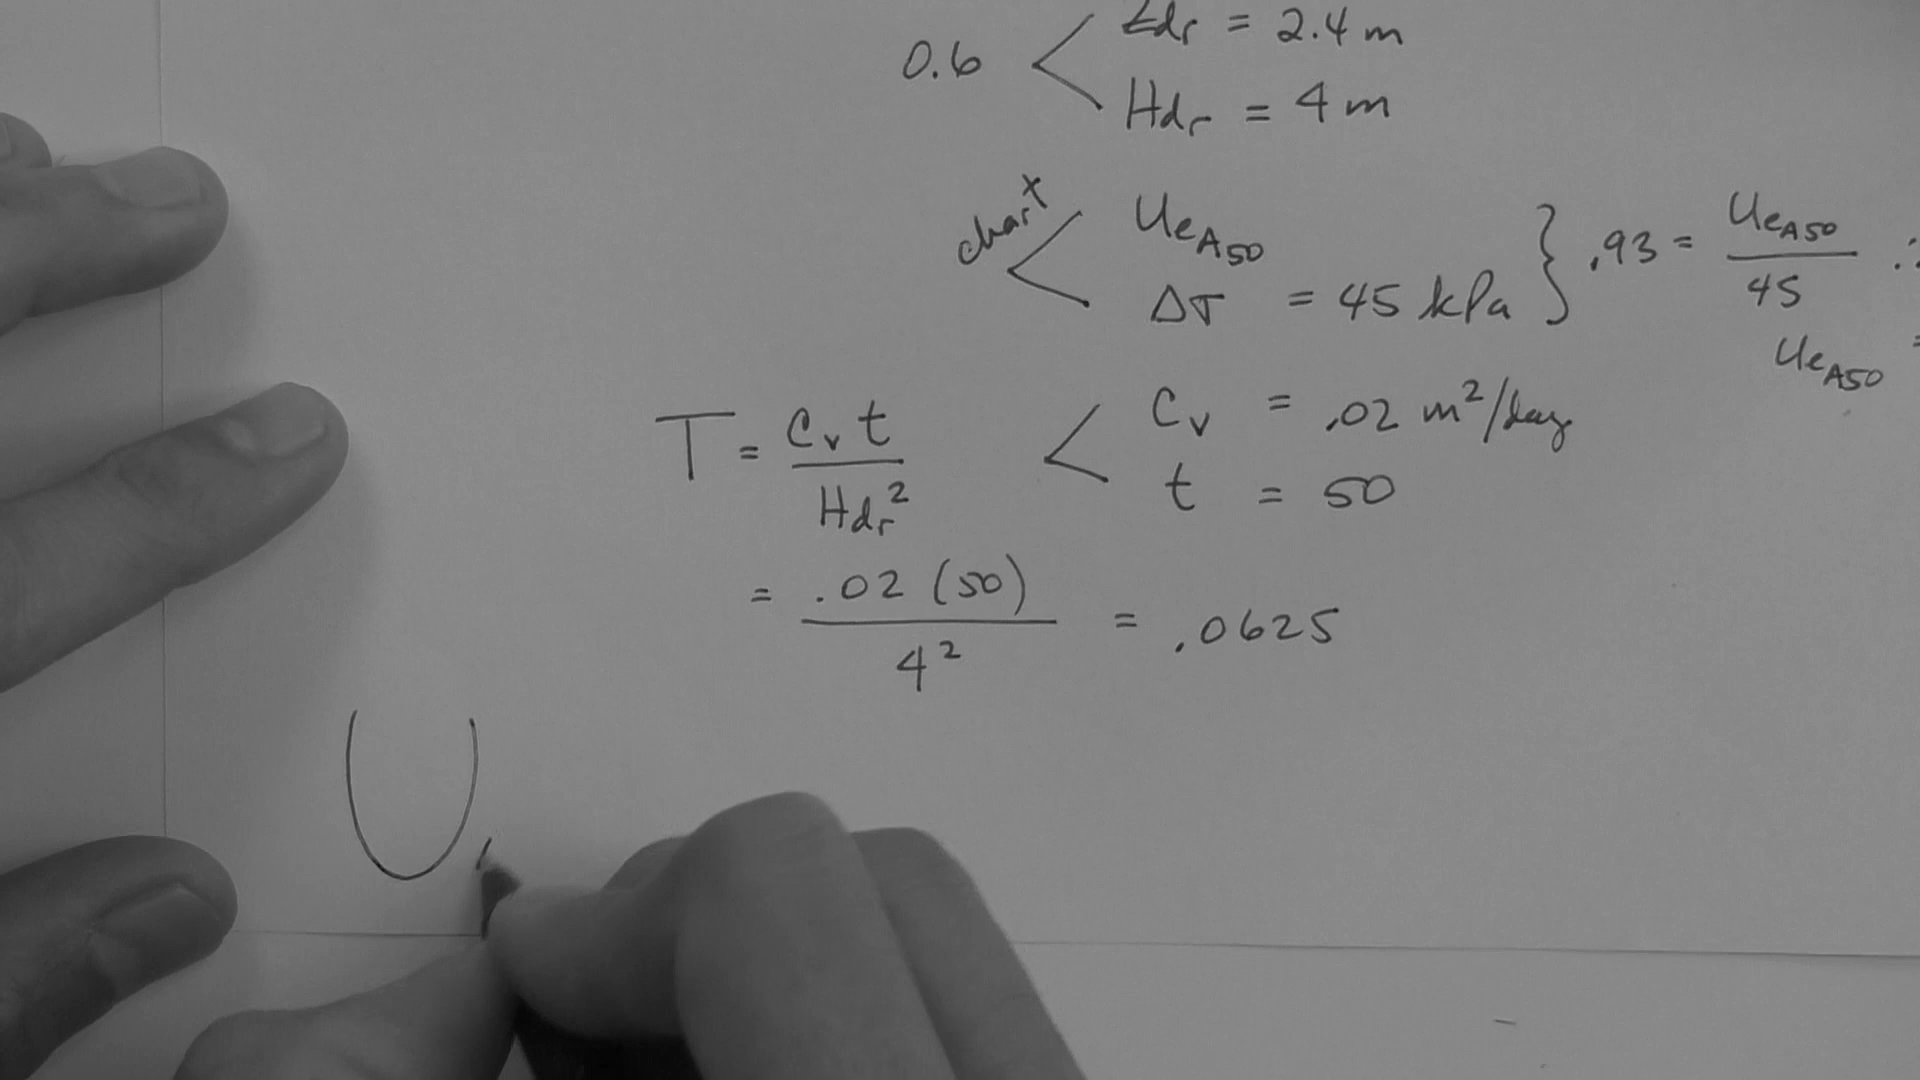 0.6 < Zdr = 2.4 m
Hdr = 4 m
chart < UeA50
Δσ = 45 kPa } .93 = UeA50 / 45 ∴
UeA50 =
T = Cv t / Hdr² < Cv = .02 m²/day
t = 50
= .02 (50) / 4² = .0625
U